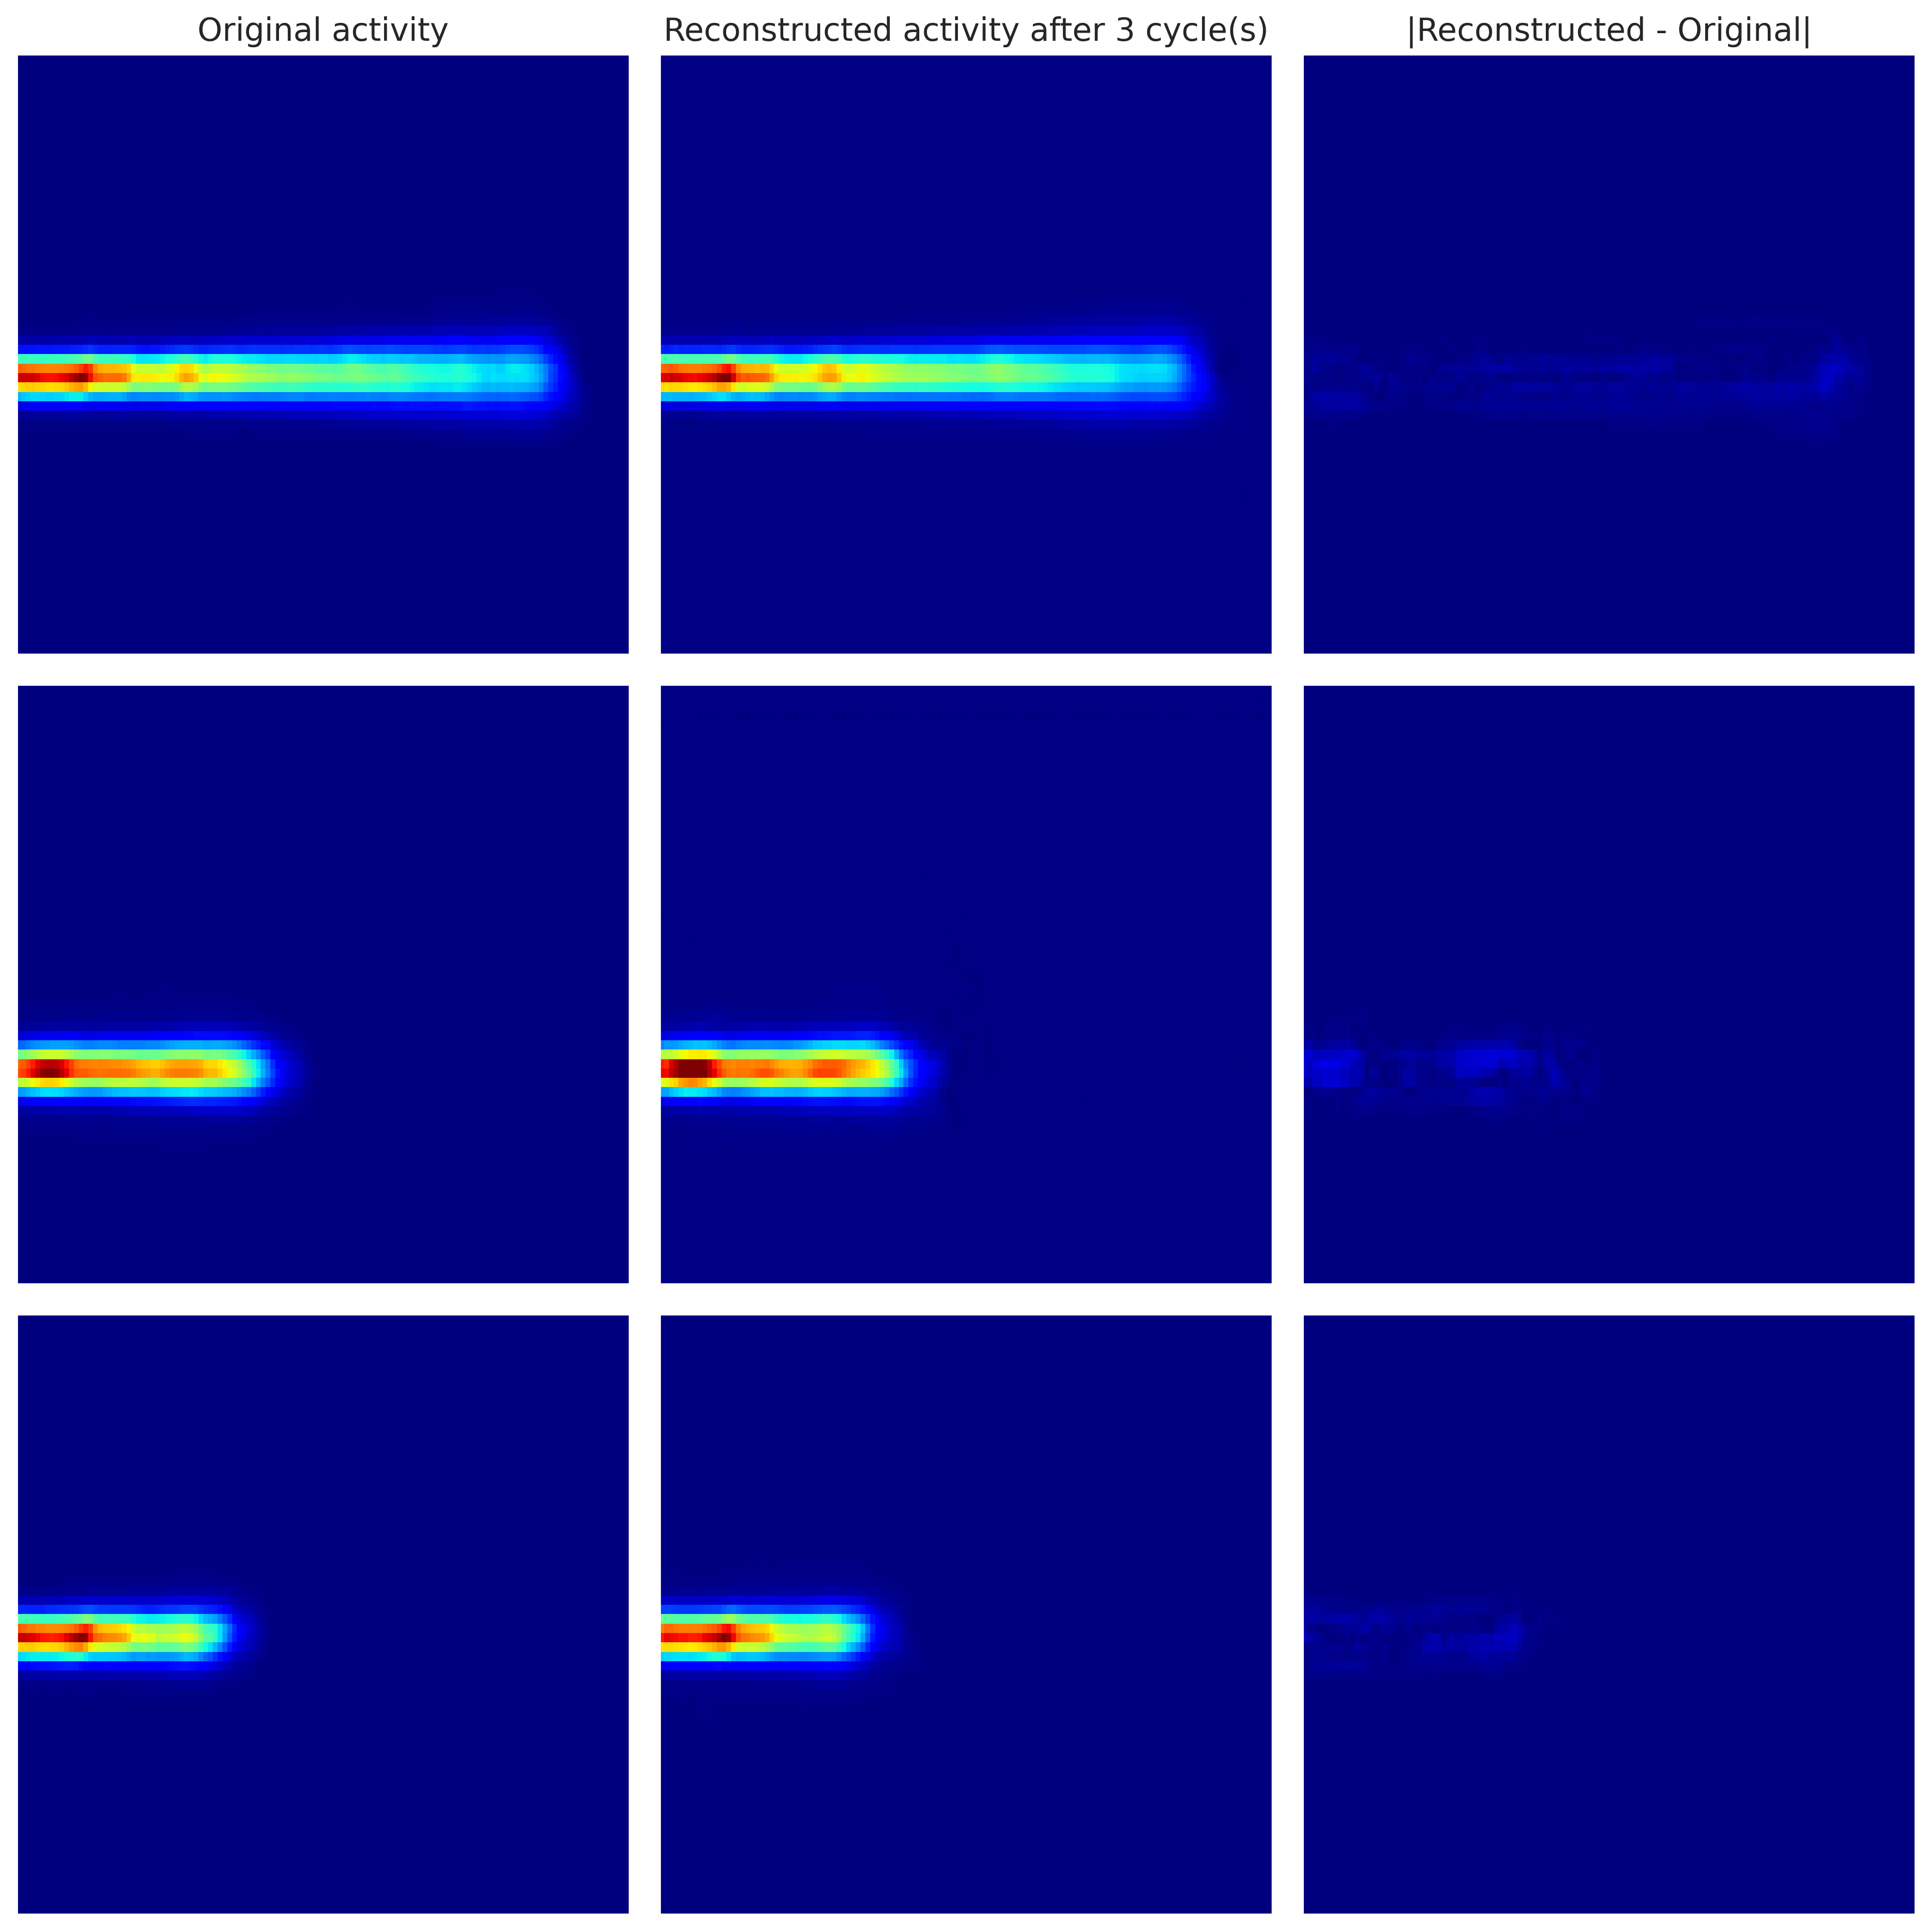 Original activity
Reconstructed activity after 3 cycle(s)
|Reconstructed - Original|